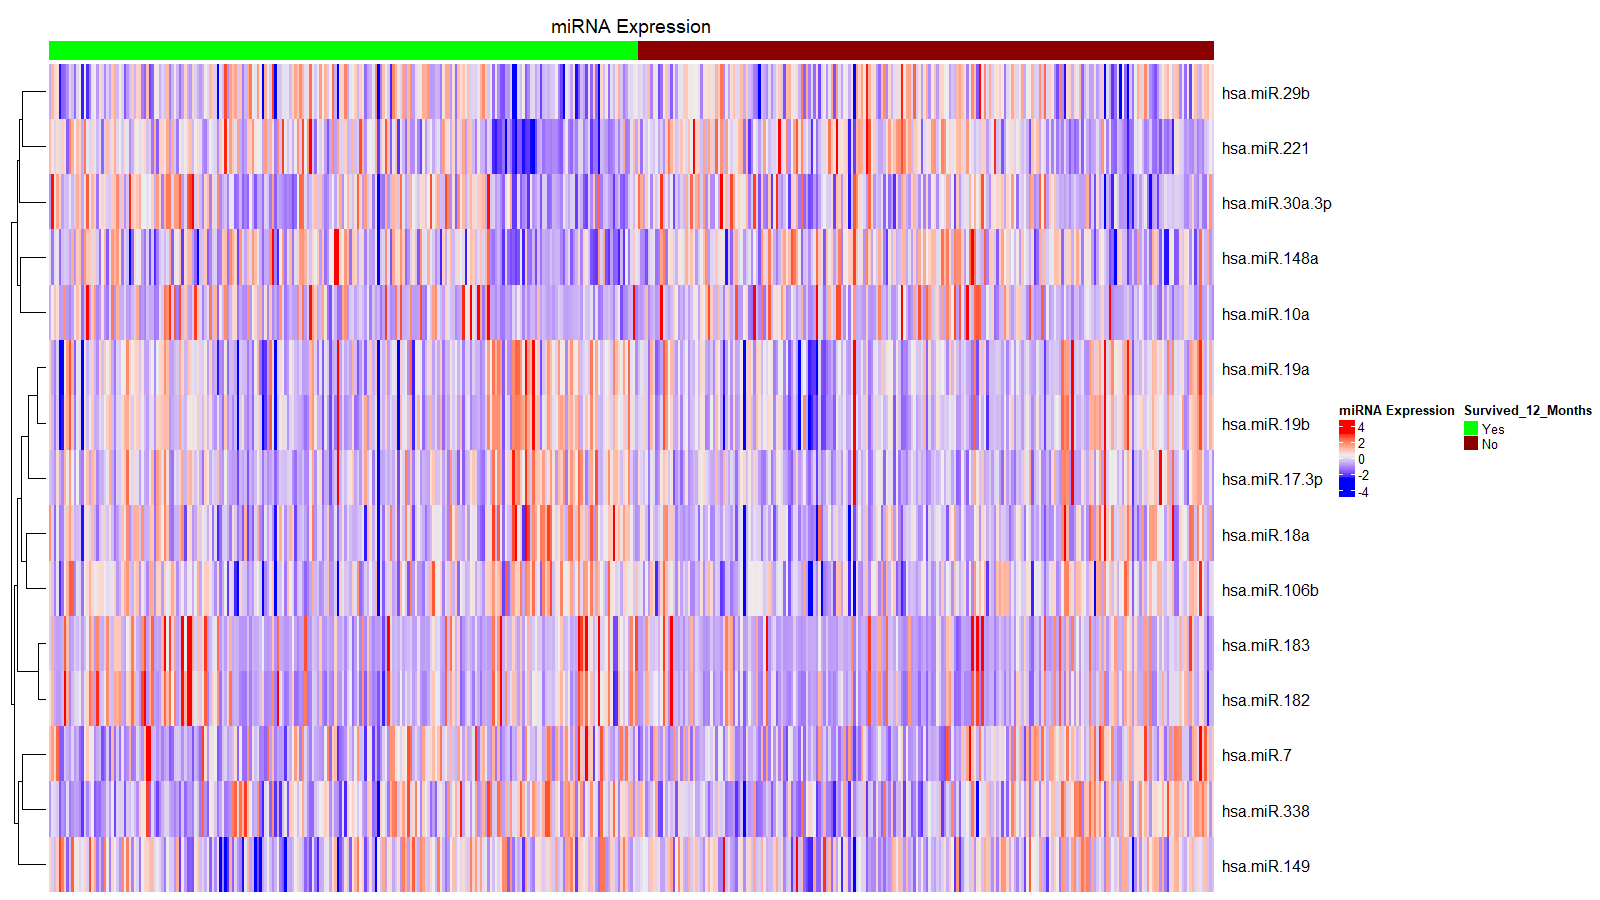 miRNA Expression
hsa.miR.29b
hsa.miR.221
hsa.miR.30a.3p
hsa.miR.148a
hsa.miR.10a
hsa.miR.19a
hsa.miR.19b
hsa.miR.17.3p
hsa.miR.18a
hsa.miR.106b
hsa.miR.183
hsa.miR.182
hsa.miR.7
hsa.miR.338
hsa.miR.149
miRNA Expression
4
2
0
-2
-4
Survived_12_Months
Yes
No